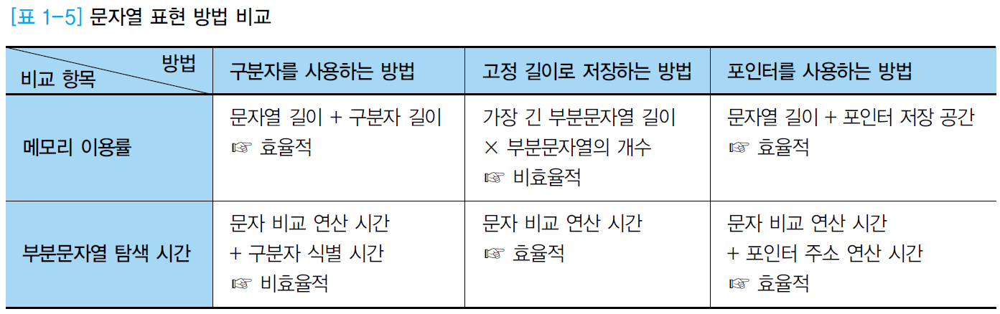 [표 1-5] 문자열 표현 방법 비교
방법
비교 항목
구분자를 사용하는 방법
고정 길이로 저장하는 방법
포인터를 사용하는 방법
메모리 이용률
문자열 길이 + 구분자 길이
☞ 효율적
가장 긴 부분문자열 길이
× 부분문자열의 개수
☞ 비효율적
문자열 길이 + 포인터 저장 공간
☞ 효율적
부분문자열 탐색 시간
문자 비교 연산 시간
+ 구분자 식별 시간
☞ 비효율적
문자 비교 연산 시간
☞ 효율적
문자 비교 연산 시간
+ 포인터 주소 연산 시간
☞ 효율적